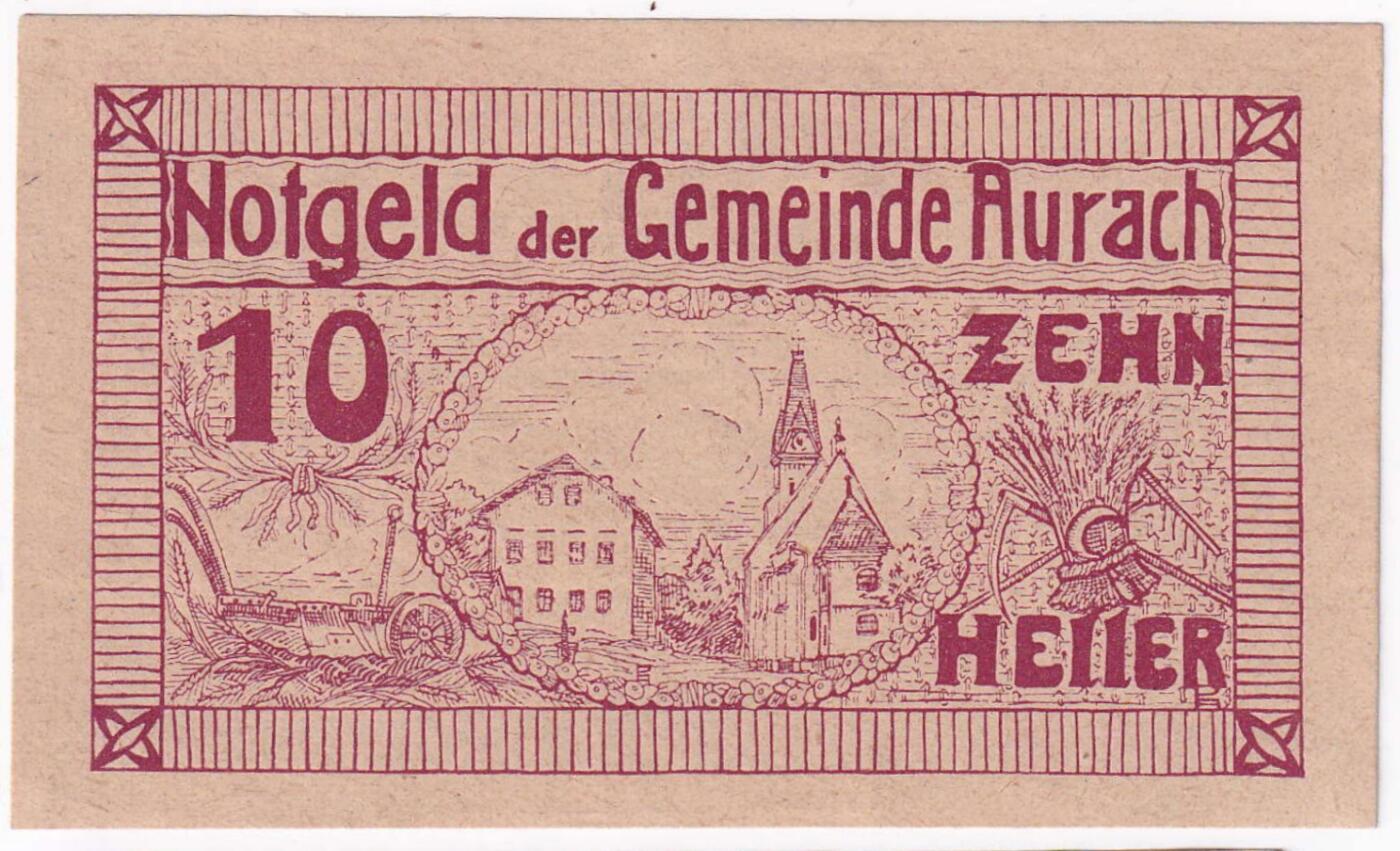 Notgeld der Gemeinde Aurach
10
ZEHN
HEllER